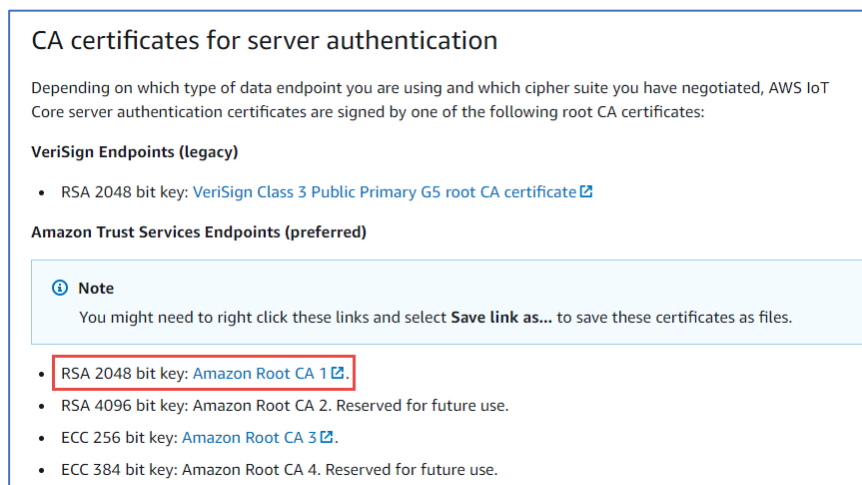 CA certificates for server authentication
Depending on which type of data endpoint you are using and which cipher suite you have negotiated, AWS IoT
Core server authentication certificates are signed by one of the following root CA certificates:
VeriSign Endpoints (legacy)
• RSA 2048 bit key: VeriSign Class 3 Public Primary G5 root CA certificate
Amazon Trust Services Endpoints (preferred)
Note
You might need to right click these links and select Save link as... to save these certificates as files.
• RSA 2048 bit key: Amazon Root CA 1.
• RSA 4096 bit key: Amazon Root CA 2. Reserved for future use.
• ECC 256 bit key: Amazon Root CA 3.
• ECC 384 bit key: Amazon Root CA 4. Reserved for future use.